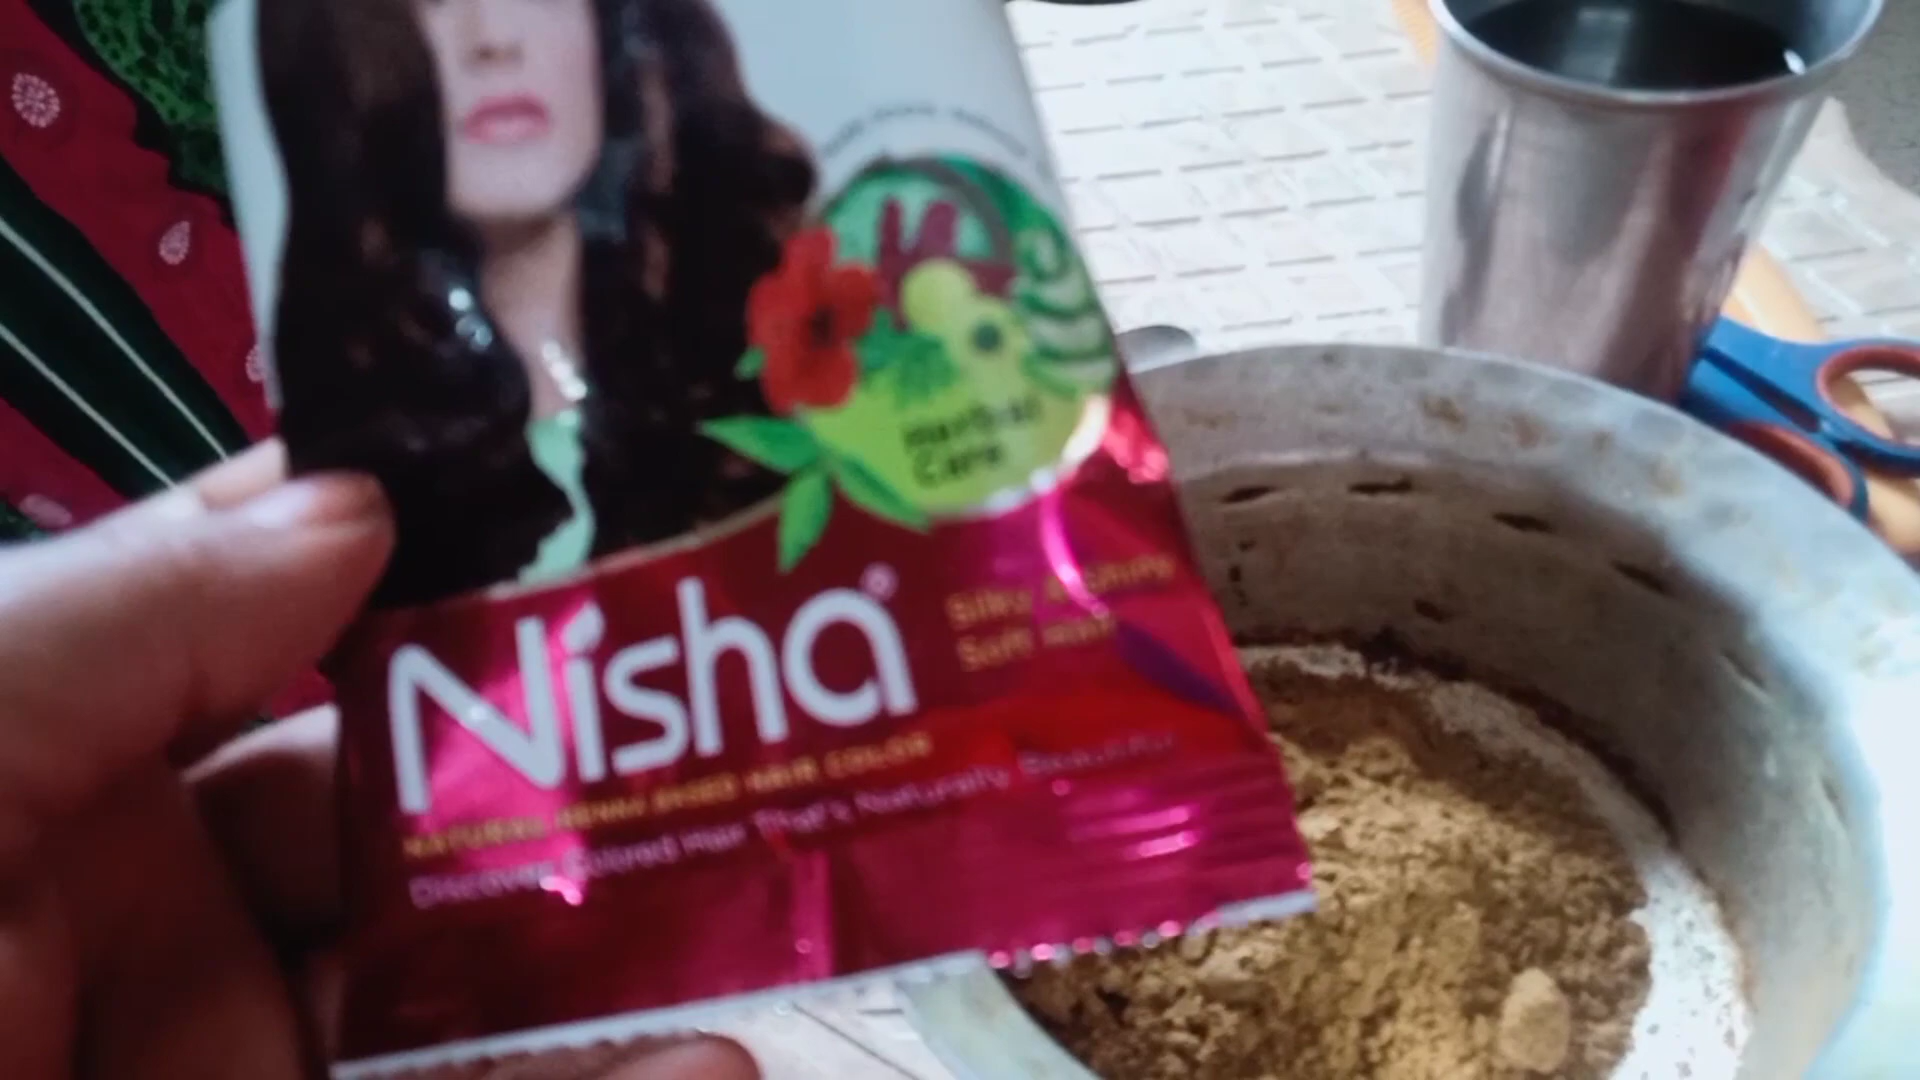 Herbal
Care
Nisha®
Silky & Shiny
Soft Hair
NATURAL HENNA BASED HAIR COLOR
Discover Colored Hair That's Naturally Beautiful